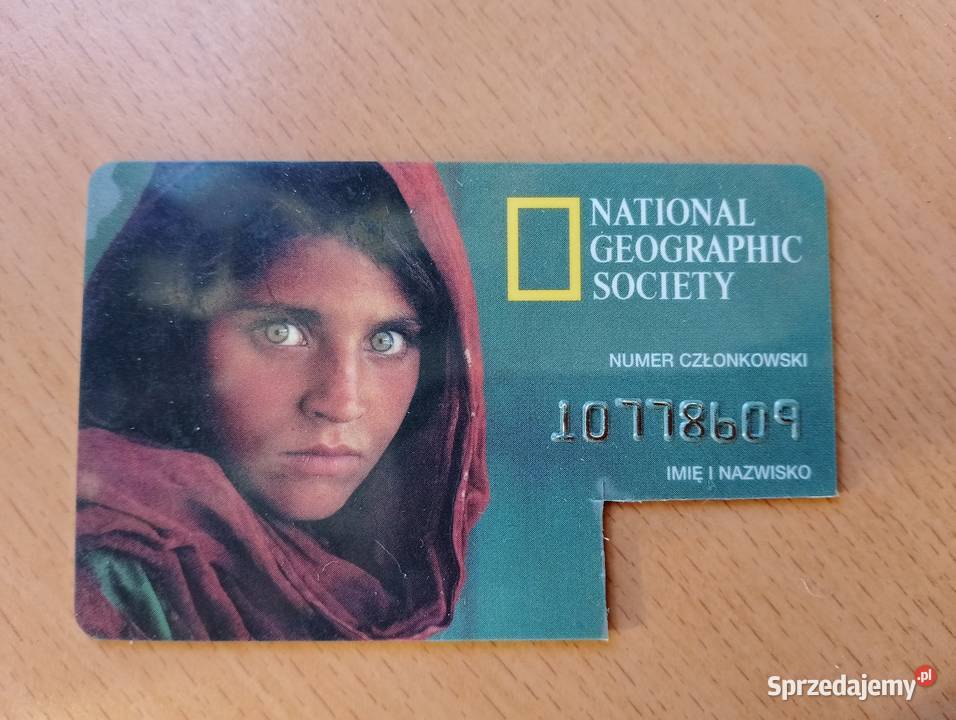 NATIONAL
GEOGRAPHIC
SOCIETY
NUMER CZŁONKOWSKI
10778609
IMIĘ I NAZWISKO
Sprzedajemy.pl